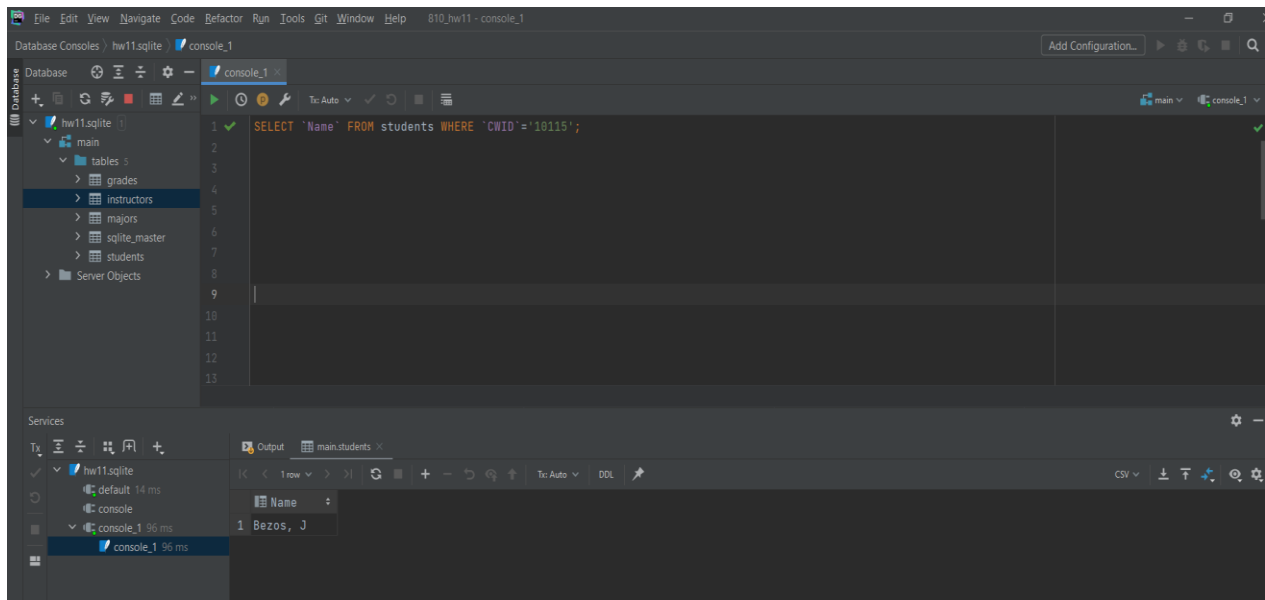 File Edit View Navigate Code Refactor Run Tools Git Window Help 810_hw11 - console_1
Database Consoles hw11.sqlite console_1 Add Configuration...
Database
Database console_1
Tx: Auto main console_1
hw11.sqlite 1
main
tables 5
grades
instructors
majors
sqlite_master
students
Server Objects
1 SELECT `Name` FROM students WHERE `CWID`='10115';
2
3
4
5
6
7
8
9
10
11
12
13
Services
Tx
hw11.sqlite
default 14 ms
console
console_1 96 ms
console_1 96 ms
Output main.students
1 row Tx: Auto DDL CSV
Name
1 Bezos, J